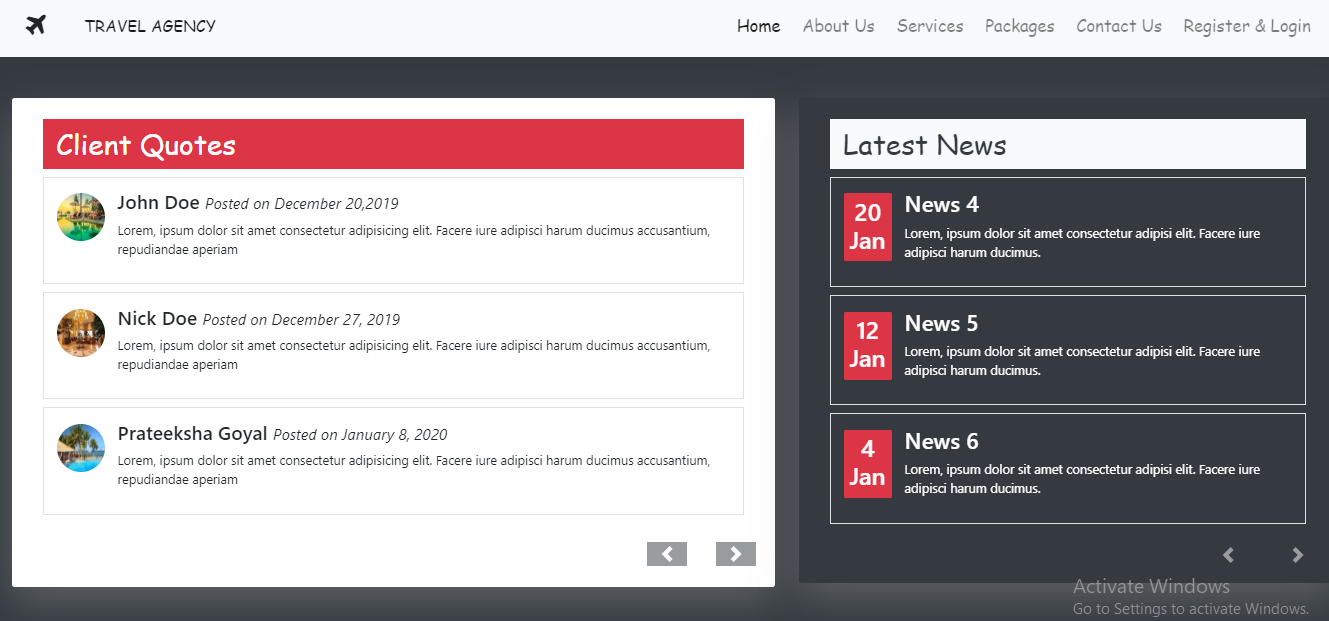 TRAVEL AGENCY
Home About Us Services Packages Contact Us Register & Login
Client Quotes
John Doe Posted on December 20,2019
Lorem, ipsum dolor sit amet consectetur adipisicing elit. Facere iure adipisci harum ducimus accusantium,
repudiandae aperiam
Nick Doe Posted on December 27, 2019
Lorem, ipsum dolor sit amet consectetur adipisicing elit. Facere iure adipisci harum ducimus accusantium,
repudiandae aperiam
Prateeksha Goyal Posted on January 8, 2020
Lorem, ipsum dolor sit amet consectetur adipisicing elit. Facere iure adipisci harum ducimus accusantium,
repudiandae aperiam
Latest News
20
Jan
News 4
Lorem, ipsum dolor sit amet consectetur adipisi elit. Facere iure
adipisci harum ducimus.
12
Jan
News 5
Lorem, ipsum dolor sit amet consectetur adipisi elit. Facere iure
adipisci harum ducimus.
4
Jan
News 6
Lorem, ipsum dolor sit amet consectetur adipisi elit. Facere iure
adipisci harum ducimus.
Activate Windows
Go to Settings to activate Windows.